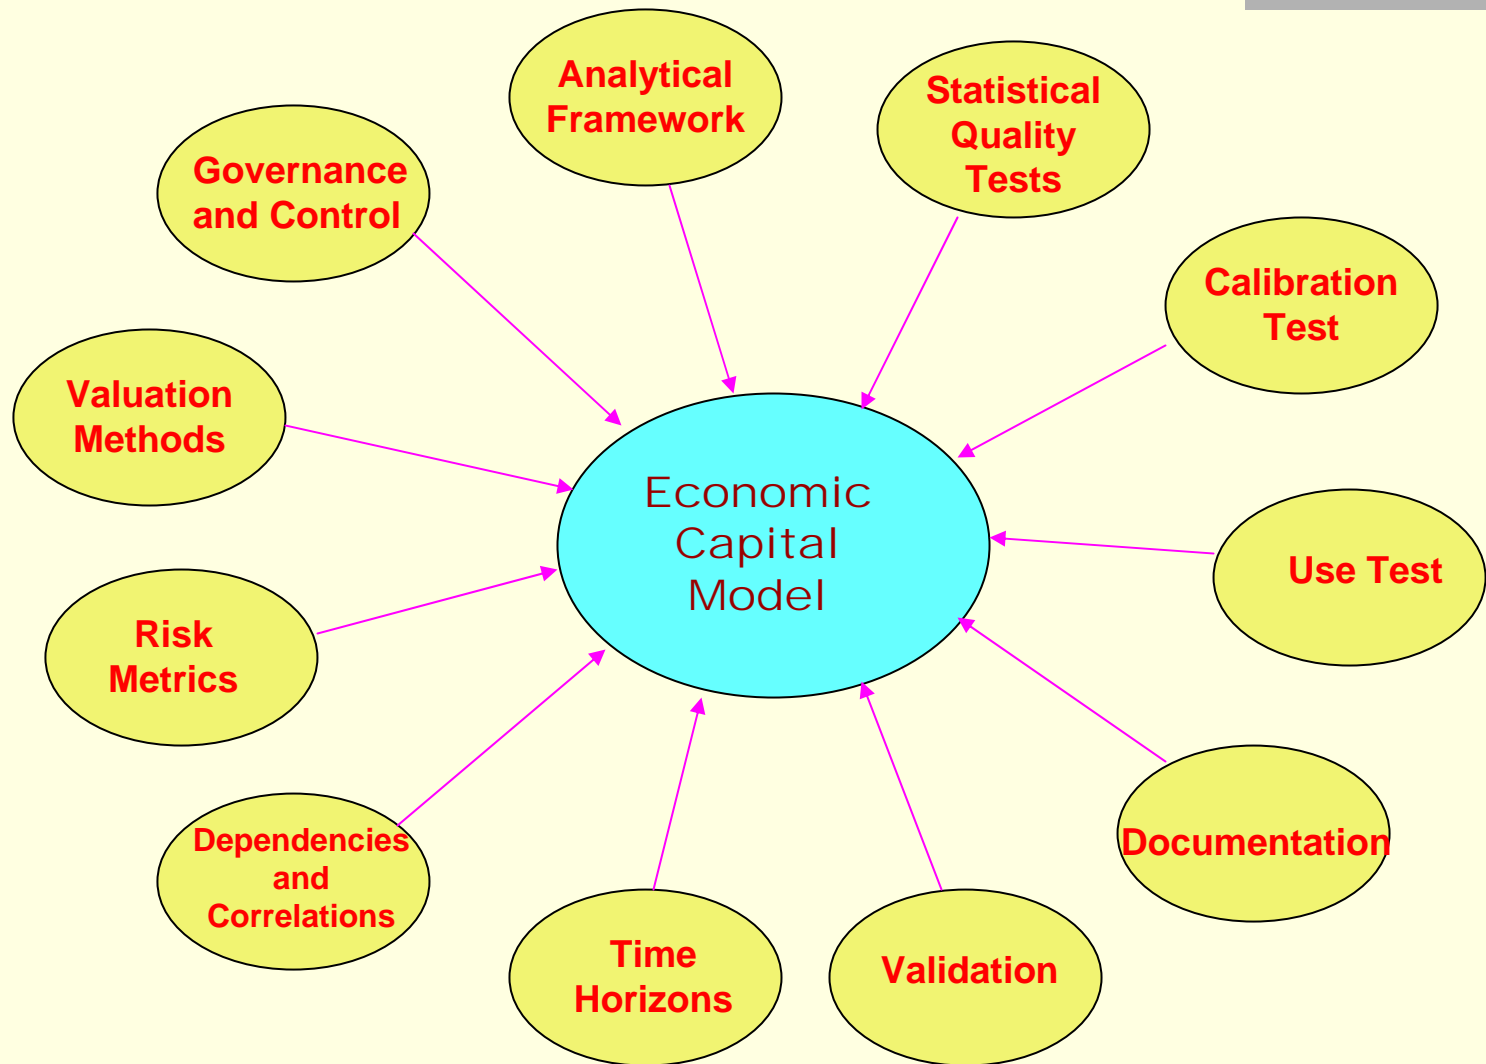 Analytical
Framework
Statistical
Quality
Tests
Governance
and Control
Calibration
Test
Valuation
Methods
Economic
Capital
Model
Use Test
Risk
Metrics
Documentation
Dependencies
and
Correlations
Time
Horizons
Validation